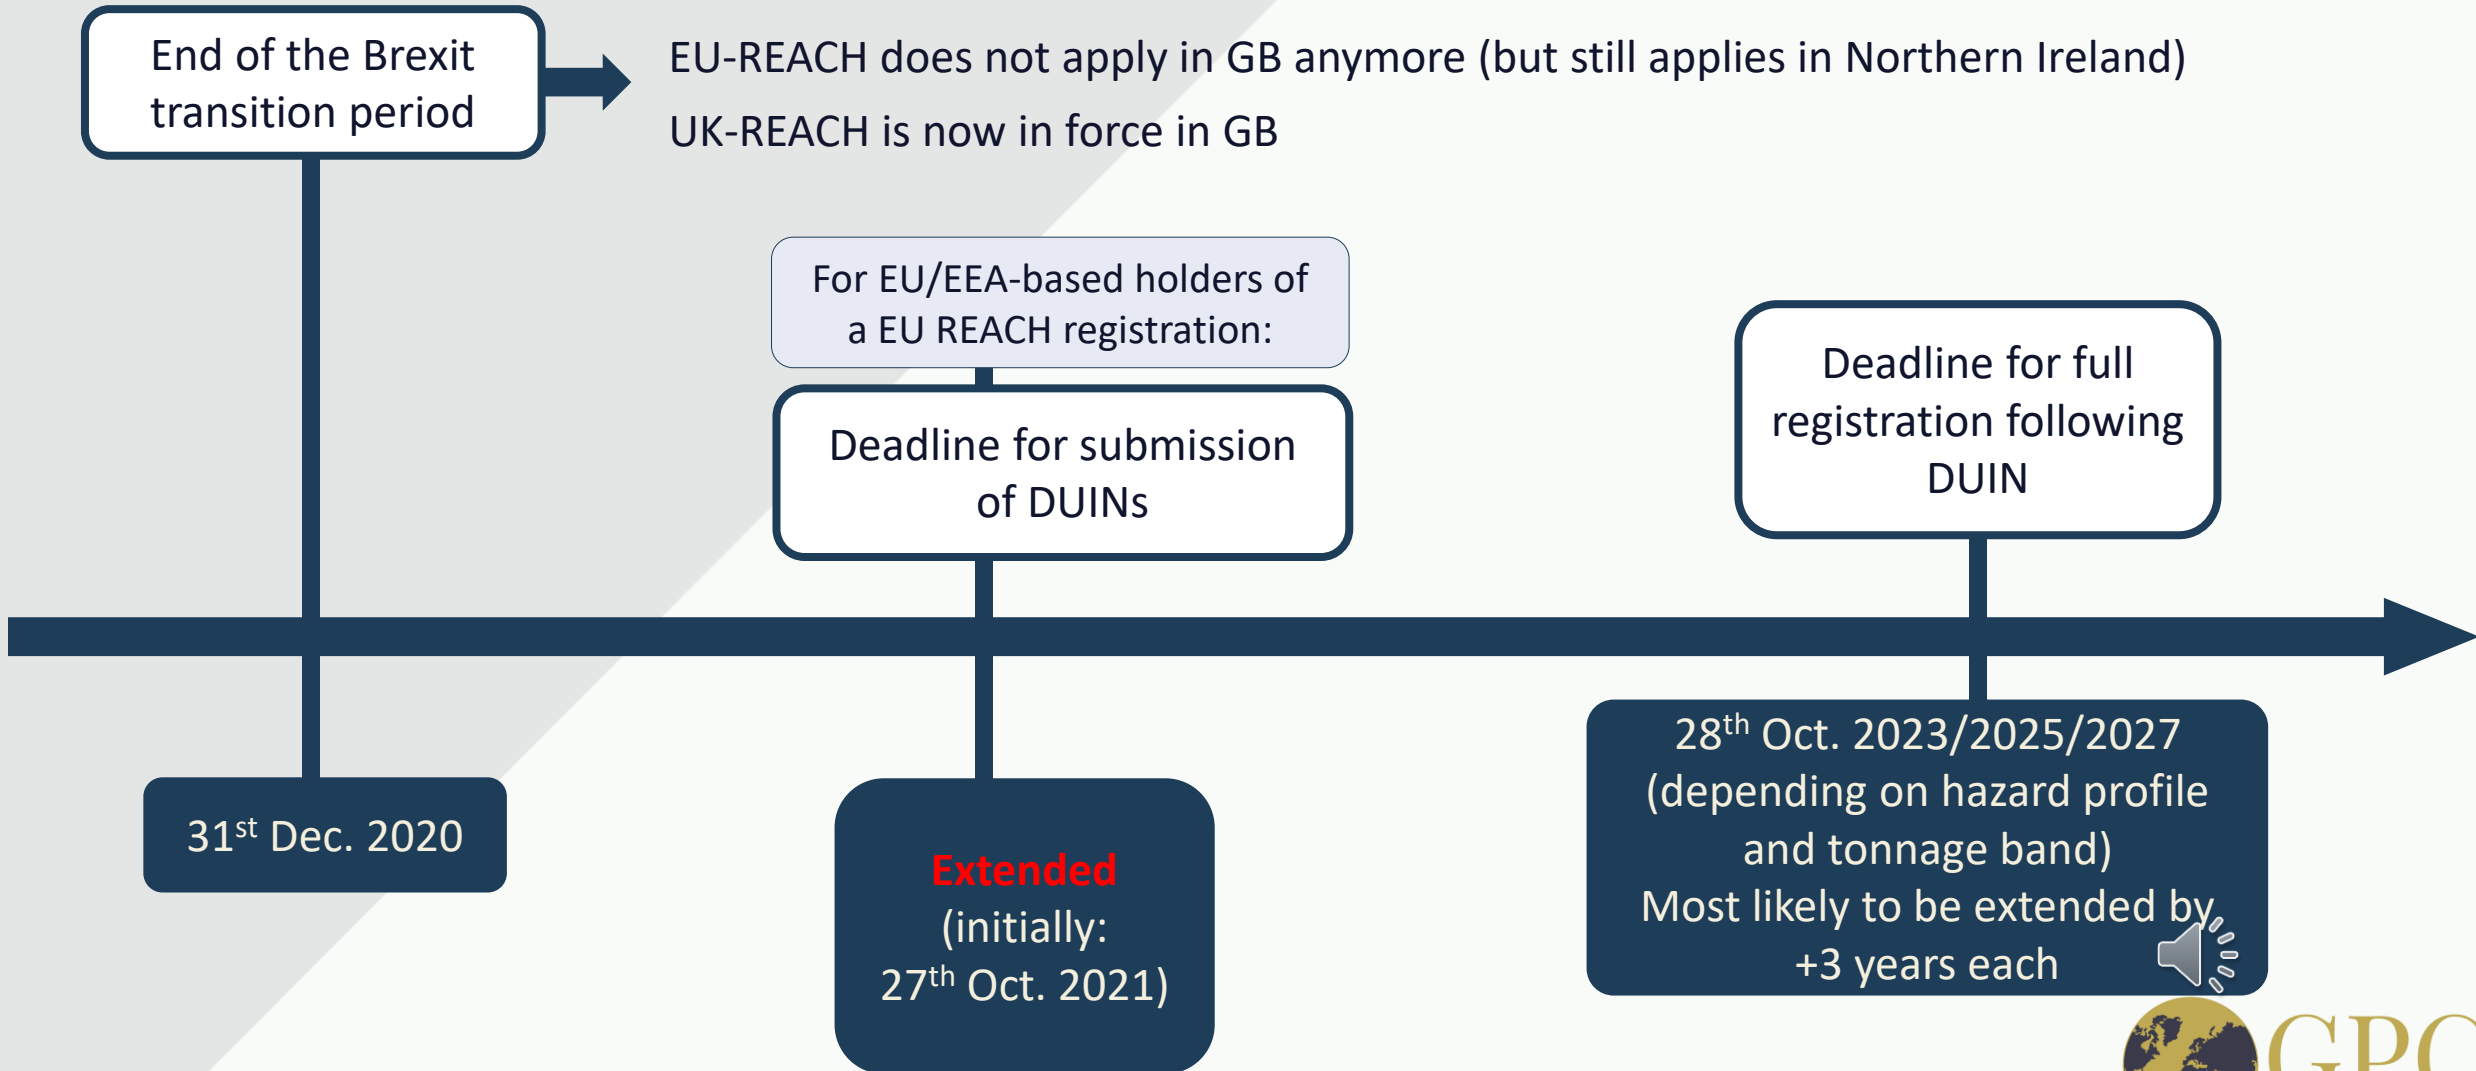 End of the Brexit
transition period
EU-REACH does not apply in GB anymore (but still applies in Northern Ireland)
UK-REACH is now in force in GB
For EU/EEA-based holders of
a EU REACH registration:
Deadline for submission
of DUINs
Deadline for full
registration following
DUIN
31st Dec. 2020
Extended
(initially:
27th Oct. 2021)
28th Oct. 2023/2025/2027
(depending on hazard profile
and tonnage band)
Most likely to be extended by
+3 years each
GPC